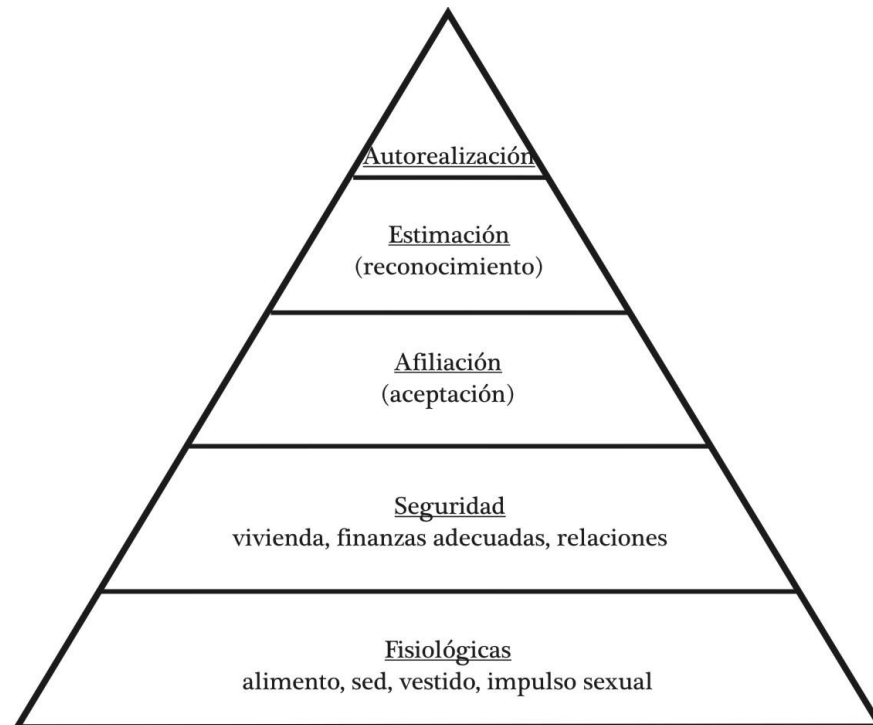 Autorealización
Estimación
(reconocimiento)
Afiliación
(aceptación)
Seguridad
vivienda, finanzas adecuadas, relaciones
Fisiológicas
alimento, sed, vestido, impulso sexual